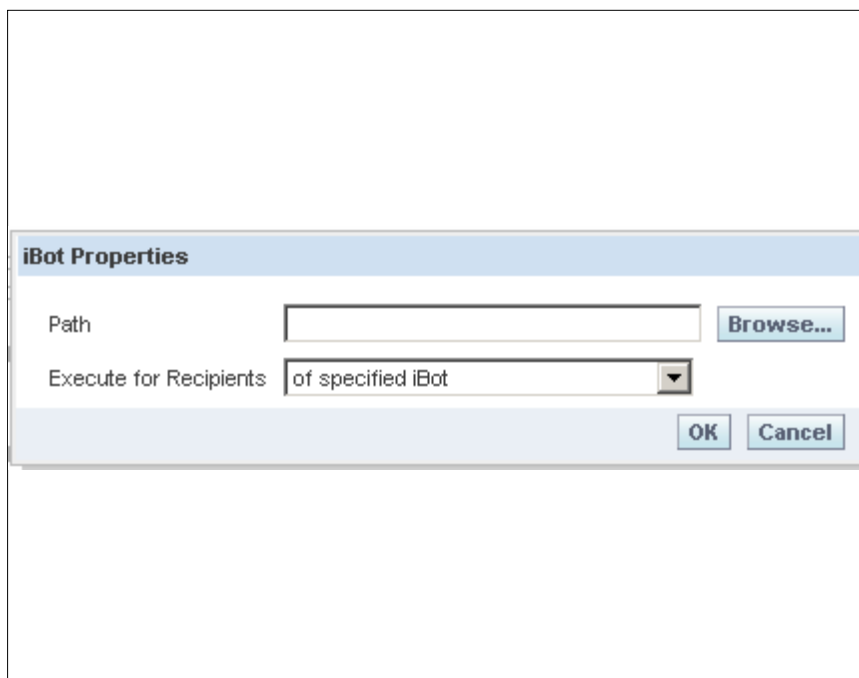 iBot Properties
Path
Browse...
Execute for Recipients of specified iBot
OK Cancel